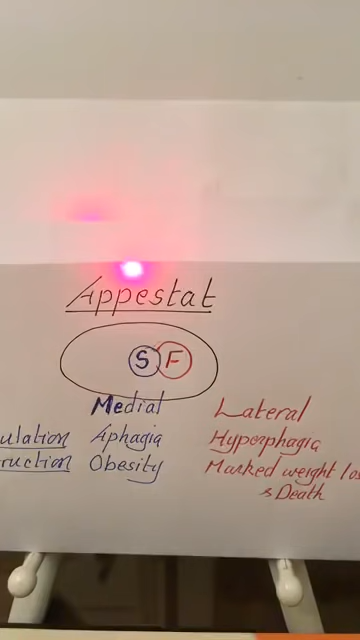 Appestat
S F
Medial Lateral
ulation Aphagia Hyperphagia
ruction Obesity Marked weight los
Death